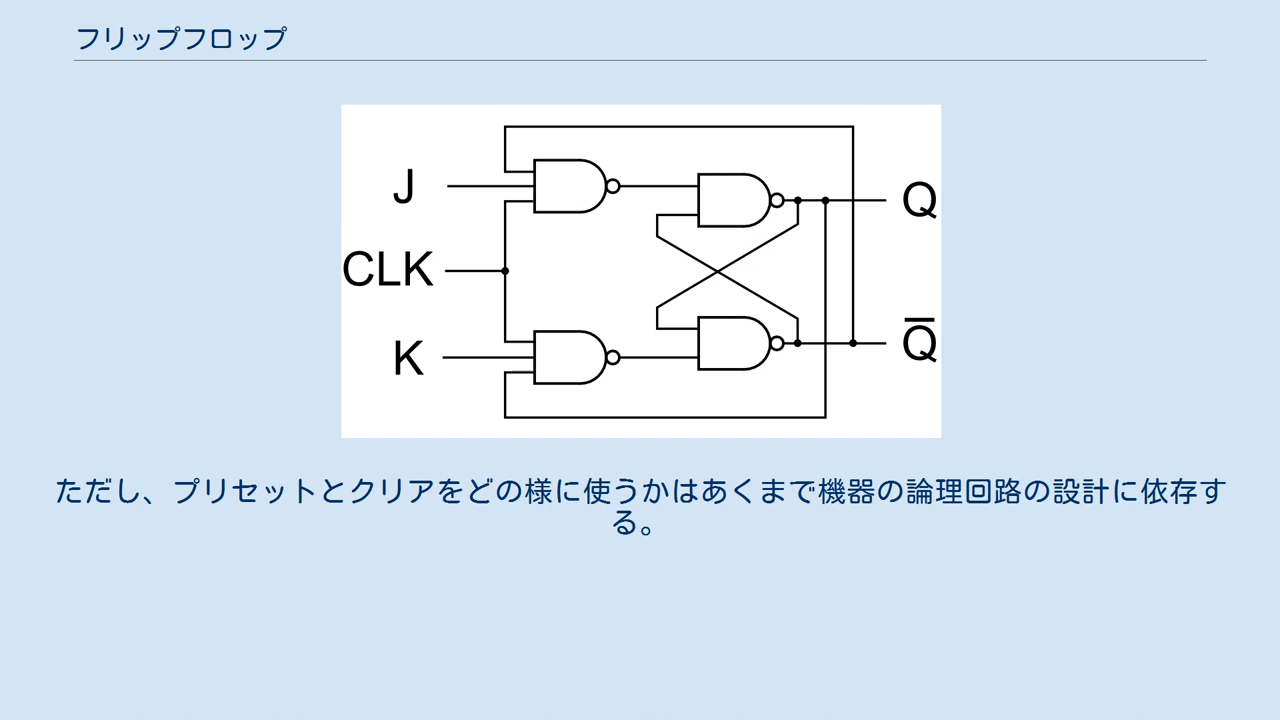 フリップフロップ
J
Q
CLK
K
Q̅
ただし、プリセットとクリアをどの様に使うかはあくまで機器の論理回路の設計に依存す
る。